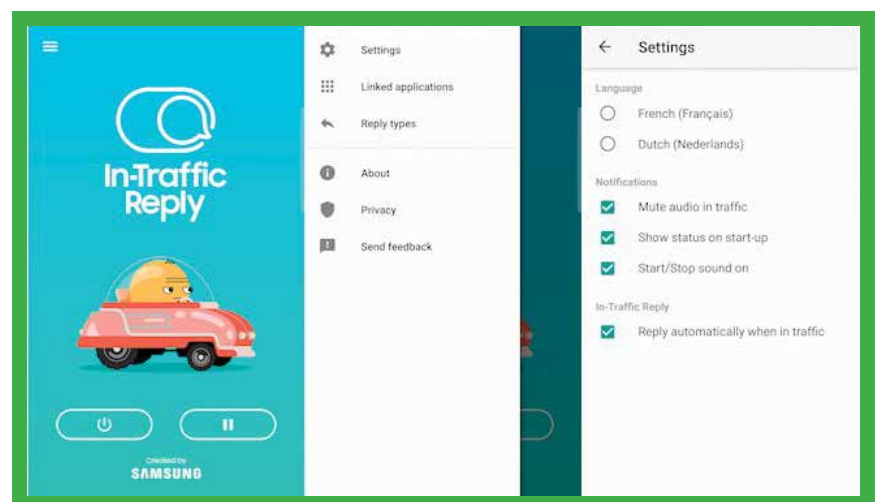 In-Traffic
Reply
Created by
SAMSUNG
Settings
Linked applications
Reply types
About
Privacy
Send feedback
Settings
Language
French (Français)
Dutch (Nederlands)
Notifications
Mute audio in traffic
Show status on start-up
Start/Stop sound on
In-Traffic Reply
Reply automatically when in traffic